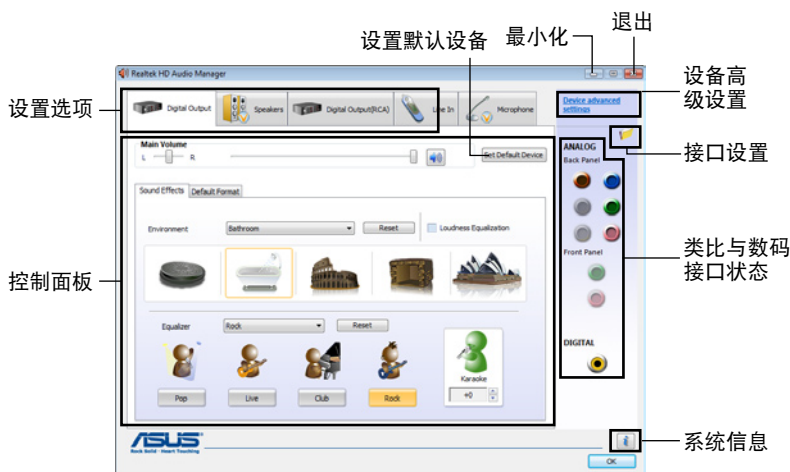 退出
最小化
设置默认设备
Realtek HD Audio Manager
设备高
级设置
设置选项
Digital Output
Speakers
Digital Output(RCA)
Line In
Microphone
Device advanced
settings
接口设置
Main Volume
L
R
Set Default Device
ANALOG
Back Panel
Sound Effects
Default Format
Environment
Bathroom
Reset
Loudness Equalization
Front Panel
类比与数码
接口状态
控制面板
Equalizer
Rock
Reset
DIGITAL
Karaoke
Pop
Live
Club
Rock
+0
ASUS
Rock Solid · Heart Touching
系统信息
OK